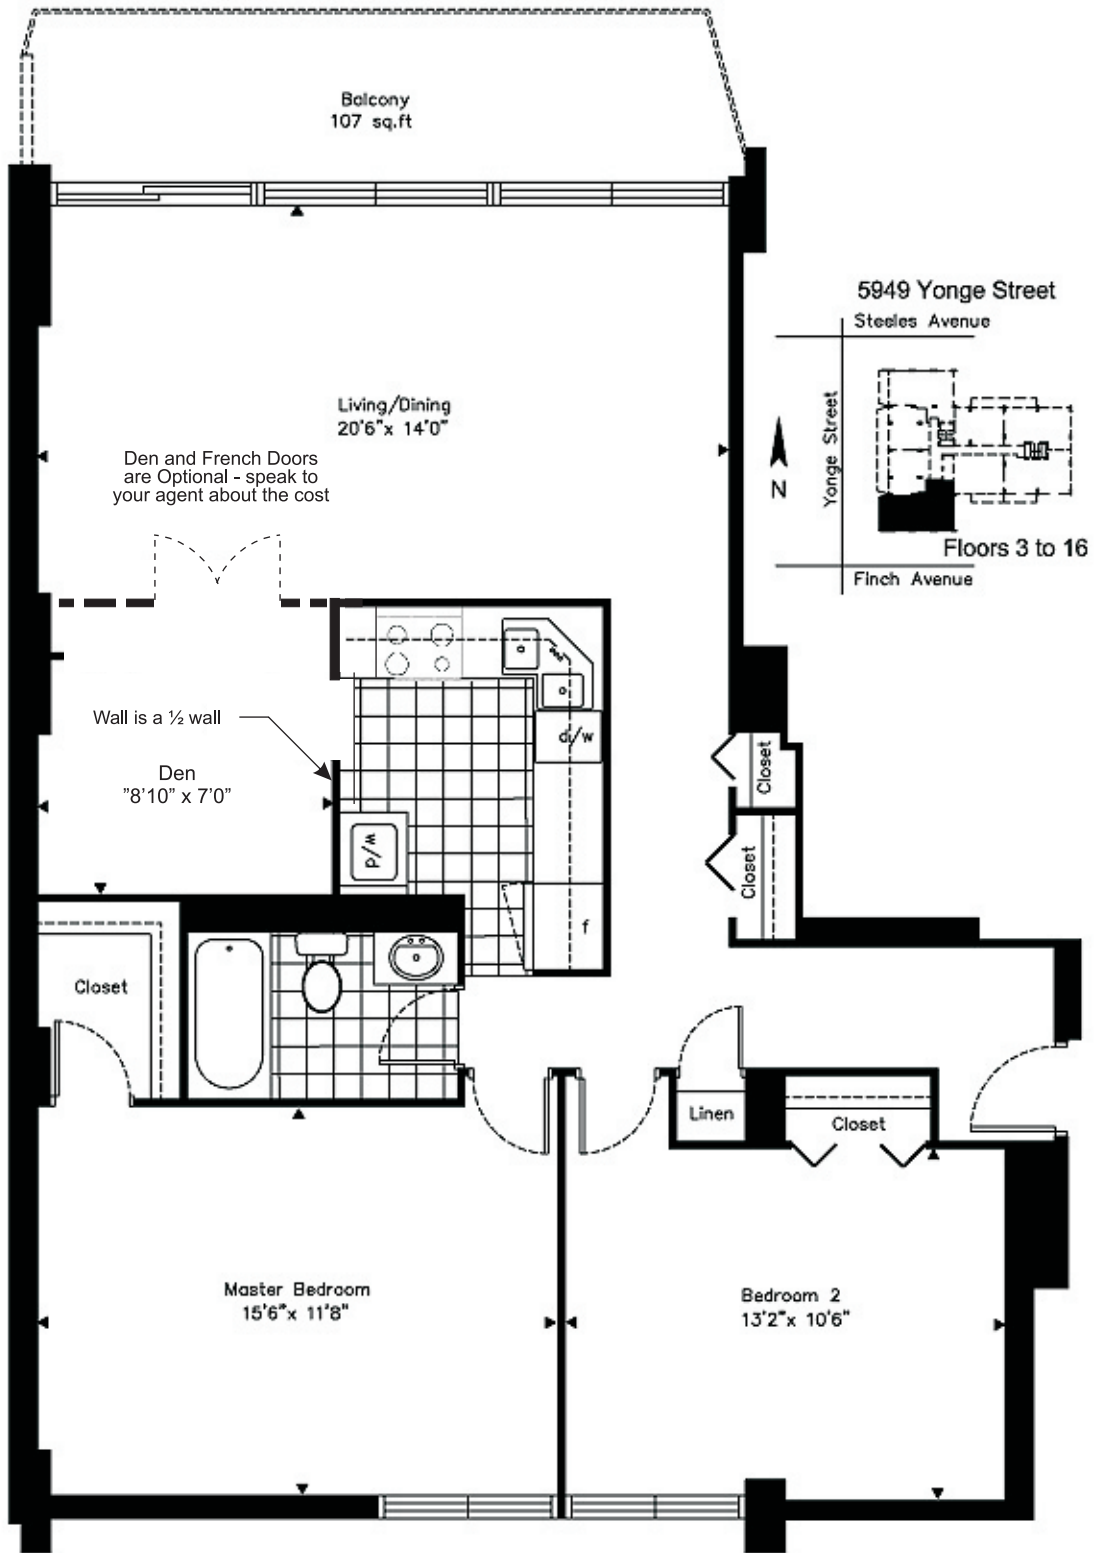 Balcony
107 sq.ft
5949 Yonge Street
Steeles Avenue
Yonge Street
N
Floors 3 to 16
Finch Avenue
Living/Dining
20'6"x 14'0"
Den and French Doors
are Optional - speak to
your agent about the cost
Wall is a ½ wall
Den
"8'10" x 7'0"
d/w
w/d
f
Closet
Closet
Closet
Linen
Closet
Master Bedroom
15'6"x 11'8"
Bedroom 2
13'2"x 10'6"